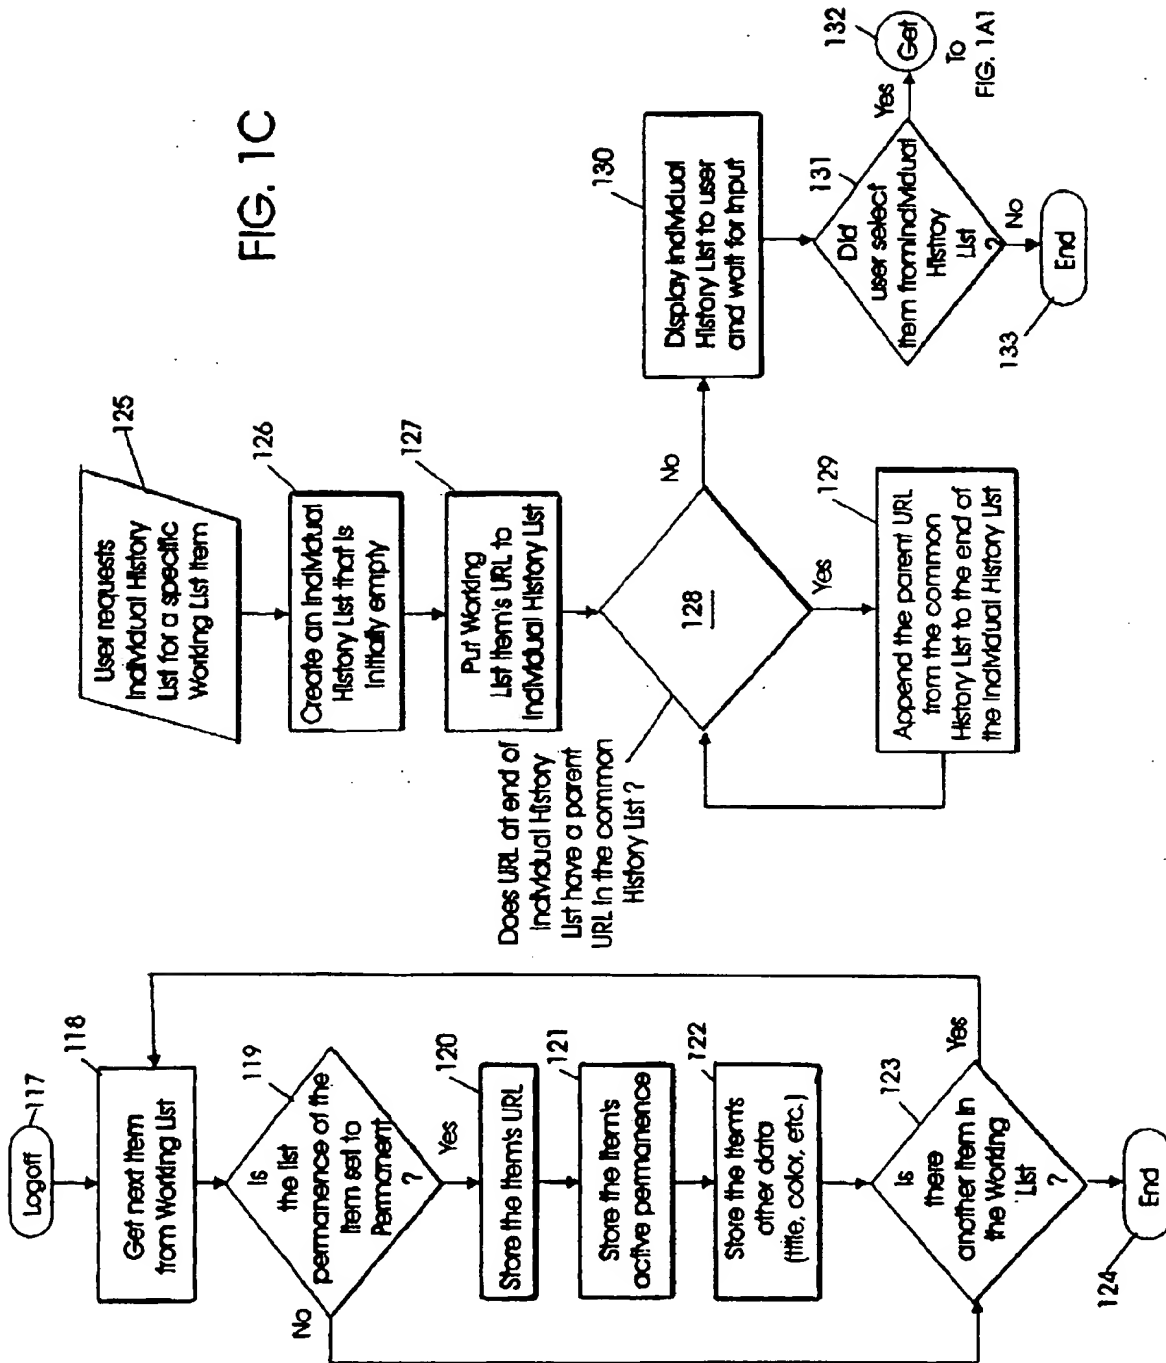 FIG. 1C
Logoff
117
Get next item
from Working List
118
Is
the list
permanence of the
item set to
Permanent
?
119
No
Yes
Store the item's URL
120
Store the item's
active permanence
121
Store the item's
other data
(title, color, etc.)
122
Is
there
another item in
the Working
List
?
123
Yes
End
124
User requests
Individual History
List for a specific
Working List item
125
Create an Individual
History List that is
initially empty
126
Put Working
List item's URL to
Individual History List
127
Does URL at end of
Individual History
List have a parent
URL in the common
History List ?
128
No
Yes
Append the parent URL
from the common
History List to the end of
the Individual History List
129
Display Individual
History List to user
and wait for input
130
Did
user select
item fromIndividual
Histroy
List
?
131
Yes
Get
132
To
FIG. 1A1
No
End
133